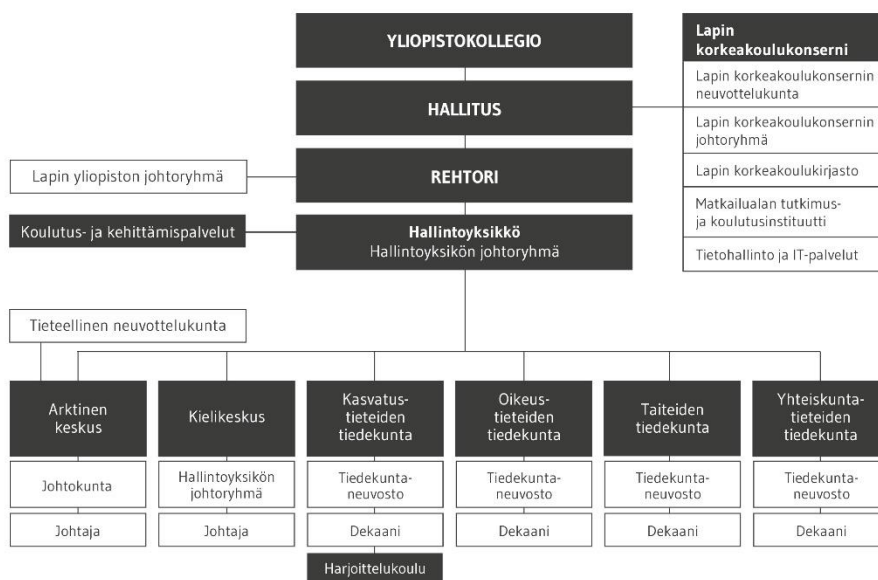 YLIOPISTOKOLLEGIO
HALLITUS
REHTORI
Hallintoyksikkö
Hallintoyksikön johtoryhmä
Lapin yliopiston johtoryhmä
Koulutus- ja kehittämispalvelut
Lapin
korkeakoulukonserni
Lapin korkeakoulukonsernin
neuvottelukunta
Lapin korkeakoulukonsernin
johtoryhmä
Lapin korkeakoulukirjasto
Matkailualan tutkimus-
ja koulutusinstituutti
Tietohallinto ja IT-palvelut
Tieteellinen neuvottelukunta
Arktinen
keskus
Johtokunta
Johtaja
Kielikeskus
Hallintoyksikön
johtoryhmä
Johtaja
Kasvatus-
tieteiden
tiedekunta
Tiedekunta-
neuvosto
Dekaani
Harjoittelukoulu
Oikeus-
tieteiden
tiedekunta
Tiedekunta-
neuvosto
Dekaani
Taiteiden
tiedekunta
Tiedekunta-
neuvosto
Dekaani
Yhteiskunta-
tieteiden
tiedekunta
Tiedekunta-
neuvosto
Dekaani